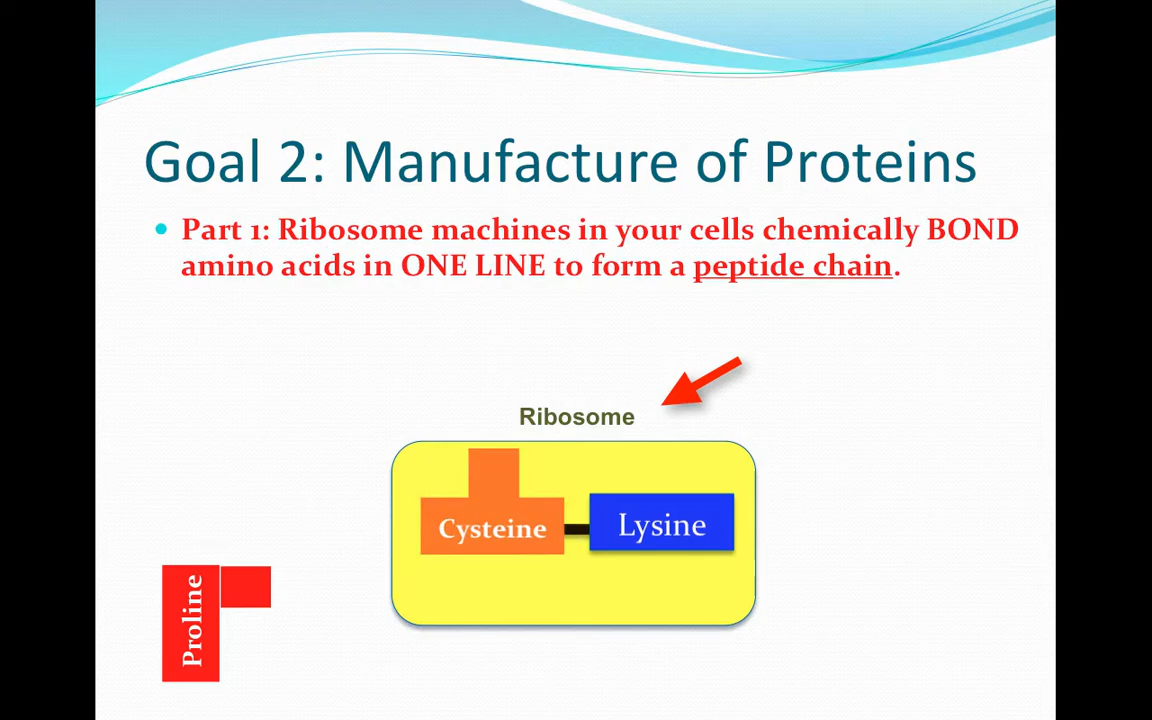 Goal 2: Manufacture of Proteins
Part 1: Ribosome machines in your cells chemically BOND
amino acids in ONE LINE to form a peptide chain.
Ribosome
Cysteine
Lysine
Proline